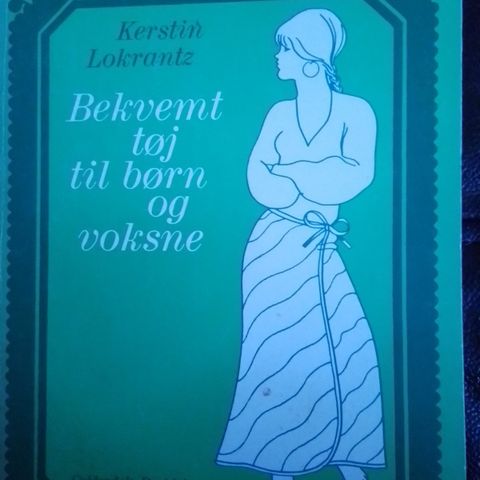 Kerstin
Lokrantz
Bekvemt
tøj
til børn
og
voksne